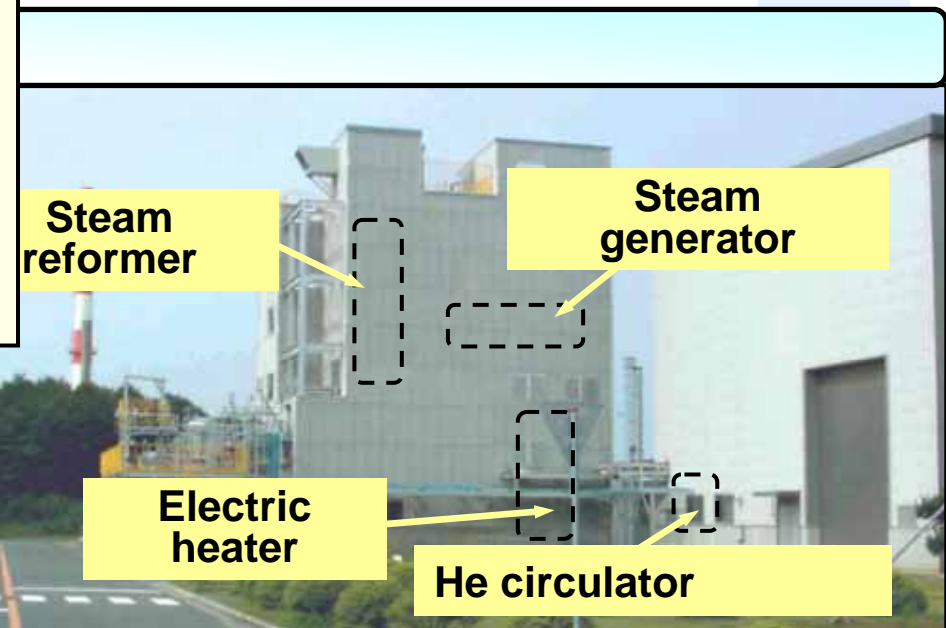 Steam
reformer
Steam
generator
Electric
heater
He circulator